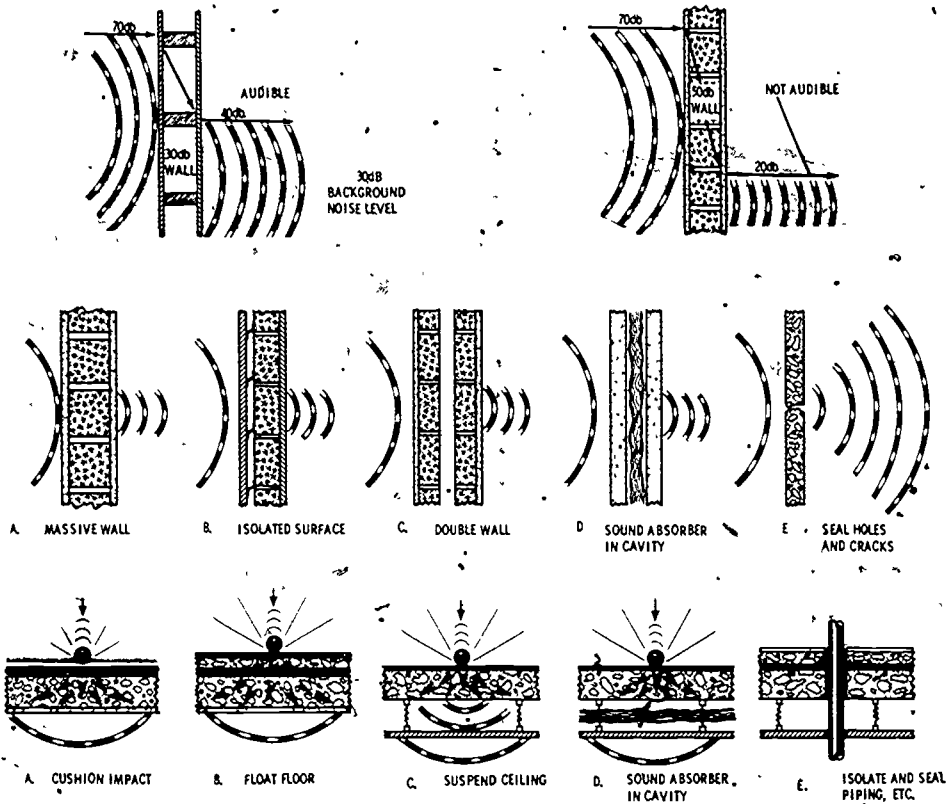 70db
AUDIBLE
40db
30db
WALL
30dB
BACKGROUND
NOISE LEVEL
70db
50db
WALL
NOT AUDIBLE
20db
A. MASSIVE WALL
B. ISOLATED SURFACE
C. DOUBLE WALL
D SOUND ABSORBER
IN CAVITY
E. SEAL HOLES
AND CRACKS
A. CUSHION IMPACT
B. FLOAT FLOOR
C. SUSPEND CEILING
D. SOUND ABSORBER
IN CAVITY
E. ISOLATE AND SEAL
PIPING, ETC.